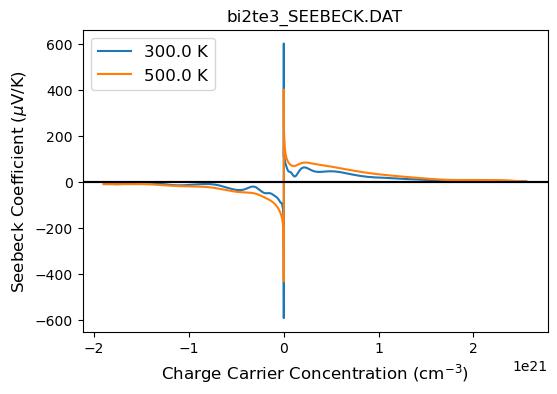 bi2te3_SEEBECK.DAT
300.0 K
500.0 K
Seebeck Coefficient (μV/K)
600
400
200
0
−200
−400
−600
−2
−1
0
1
2
1e21
Charge Carrier Concentration (cm⁻³)